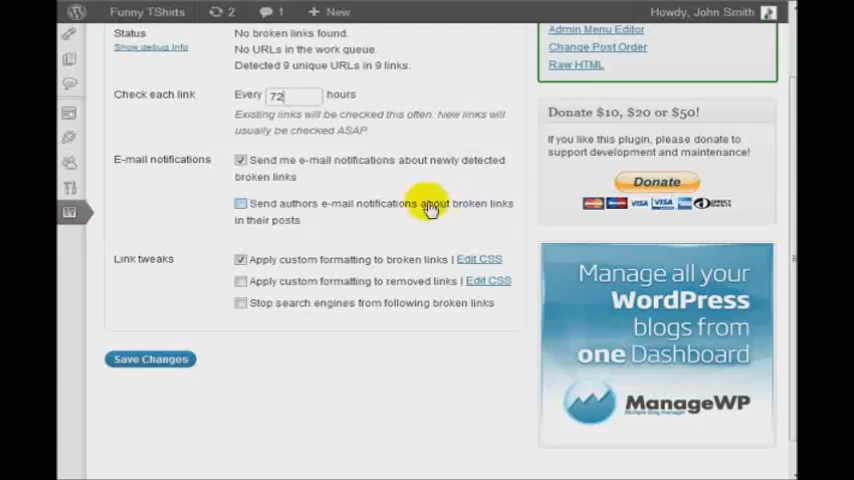 Funny TShirts 2 1 + New Howdy, John Smith
Status No broken links found.
Show debug info No URLs in the work queue.
Detected 9 unique URLs in 9 links.
Check each link Every 72 hours
Existing links will be checked this often. New links will
usually be checked ASAP
E-mail notifications Send me e-mail notifications about newly detected
broken links
Send authors e-mail notifications about broken links
in their posts
Link tweaks Apply custom formatting to broken links | Edit CSS
Apply custom formatting to removed links | Edit CSS
Stop search engines from following broken links
Save Changes
Admin Menu Editor
Change Post Order
Raw HTML
Donate $10, $20 or $50!
If you like this plugin, please donate to
support development and maintenance!
Donate
VISA VISA
Manage all your
WordPress
blogs from
one Dashboard
ManageWP